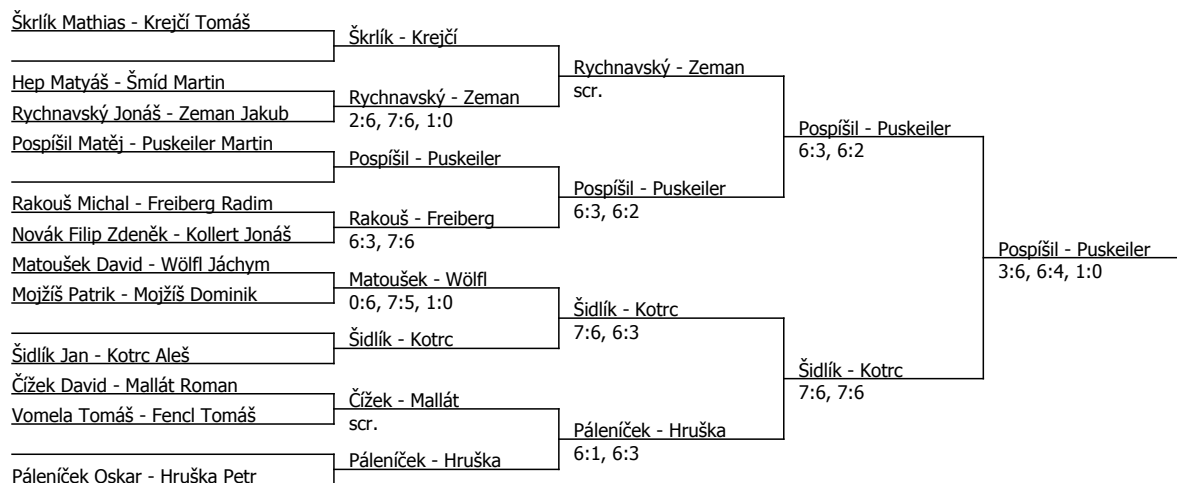 Škrlík Mathias - Krejčí Tomáš
Hep Matyáš - Šmíd Martin
Rychnavský Jonáš - Zeman Jakub
Pospíšil Matěj - Puskeiler Martin
Rakouš Michal - Freiberg Radim
Novák Filip Zdeněk - Kollert Jonáš
Matoušek David - Wölfl Jáchym
Mojžíš Patrik - Mojžíš Dominik
Šidlík Jan - Kotrc Aleš
Čížek David - Mallát Roman
Vomela Tomáš - Fencl Tomáš
Páleníček Oskar - Hruška Petr
Škrlík - Krejčí
Rychnavský - Zeman
2:6, 7:6, 1:0
Pospíšil - Puskeiler
Rakouš - Freiberg
6:3, 7:6
Matoušek - Wölfl
0:6, 7:5, 1:0
Šidlík - Kotrc
Čížek - Mallát
scr.
Páleníček - Hruška
Rychnavský - Zeman
scr.
Pospíšil - Puskeiler
6:3, 6:2
Šidlík - Kotrc
7:6, 6:3
Páleníček - Hruška
6:1, 6:3
Pospíšil - Puskeiler
6:3, 6:2
Šidlík - Kotrc
7:6, 7:6
Pospíšil - Puskeiler
3:6, 6:4, 1:0